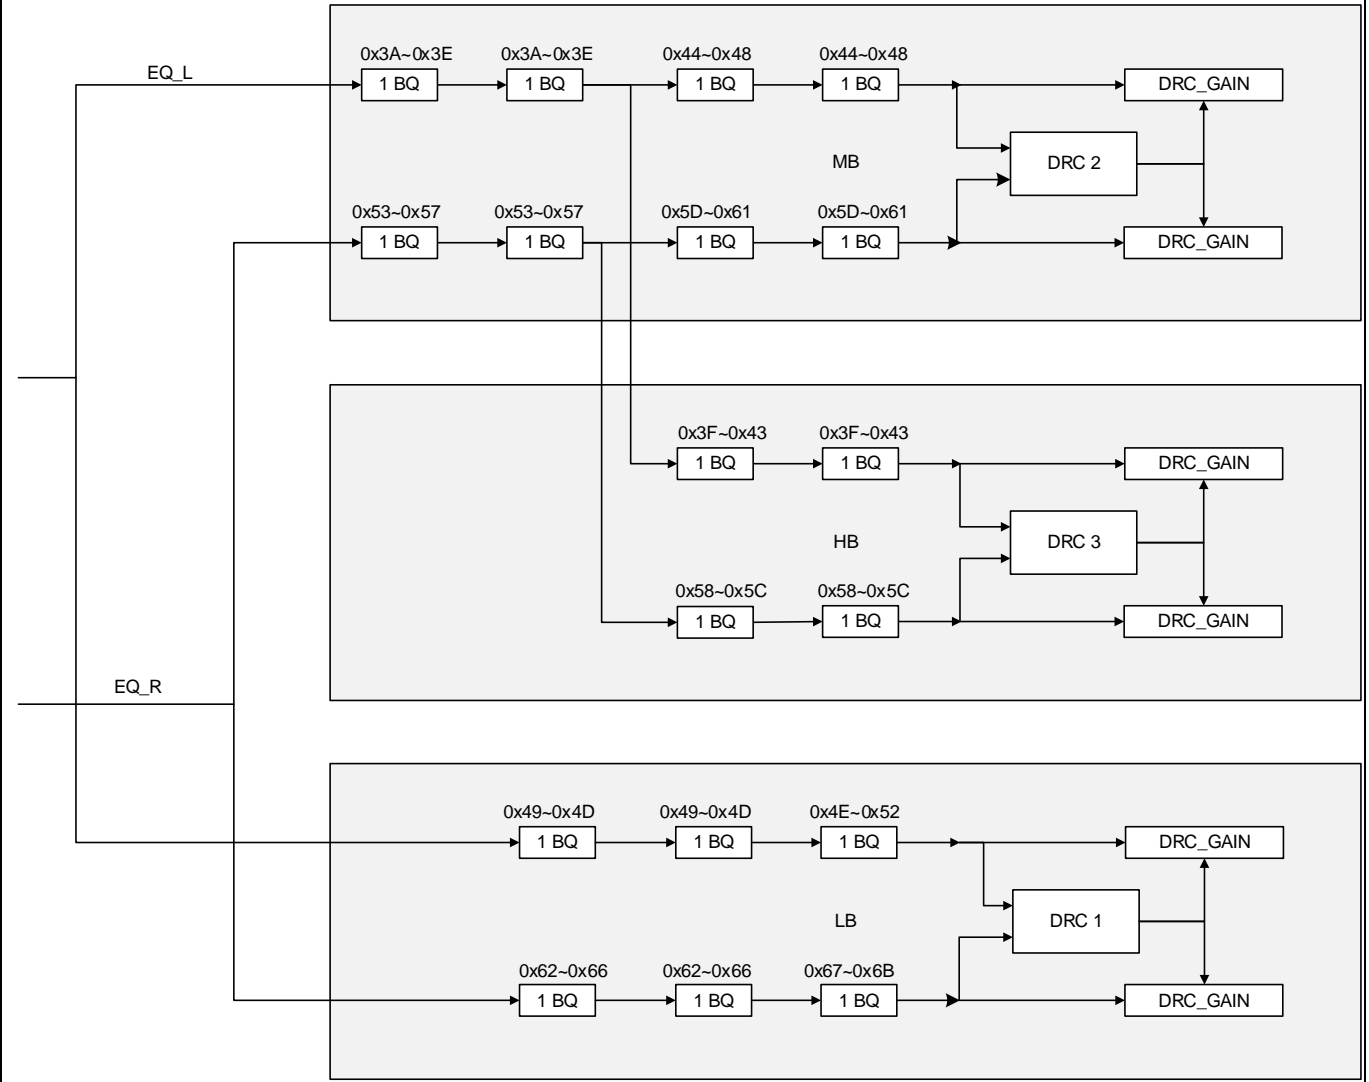 0x3A~0x3E 0x3A~0x3E 0x44~0x48 0x44~0x48
EQ_L
1 BQ 1 BQ 1 BQ 1 BQ DRC_GAIN
MB DRC 2
0x53~0x57 0x53~0x57 0x5D~0x61 0x5D~0x61
1 BQ 1 BQ 1 BQ 1 BQ DRC_GAIN
0x3F~0x43 0x3F~0x43
1 BQ 1 BQ DRC_GAIN
HB DRC 3
0x58~0x5C 0x58~0x5C
1 BQ 1 BQ DRC_GAIN
EQ_R
0x49~0x4D 0x49~0x4D 0x4E~0x52
1 BQ 1 BQ 1 BQ DRC_GAIN
LB DRC 1
0x62~0x66 0x62~0x66 0x67~0x6B
1 BQ 1 BQ 1 BQ DRC_GAIN